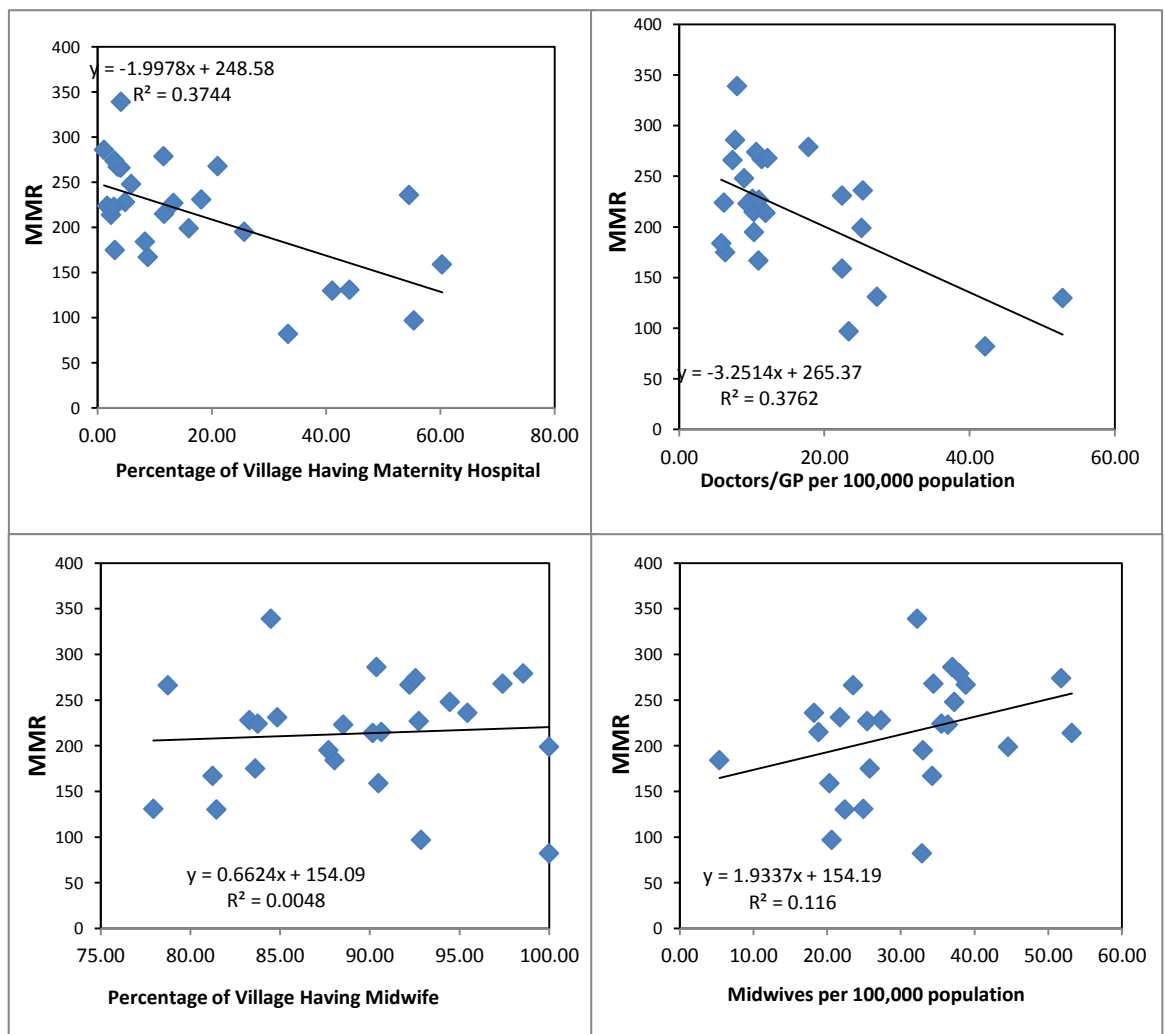 y = -1.9978x + 248.58
R² = 0.3744
400
350
300
250
200
150
100
50
0
MMR
0.00 20.00 40.00 60.00 80.00
Percentage of Village Having Maternity Hospital
400
350
300
250
200
150
100
50
0
MMR
y = -3.2514x + 265.37
R² = 0.3762
0.00 20.00 40.00 60.00
Doctors/GP per 100,000 population
400
350
300
250
200
150
100
50
0
MMR
y = 0.6624x + 154.09
R² = 0.0048
75.00 80.00 85.00 90.00 95.00 100.00
Percentage of Village Having Midwife
400
350
300
250
200
150
100
50
0
MMR
y = 1.9337x + 154.19
R² = 0.116
0.00 10.00 20.00 30.00 40.00 50.00 60.00
Midwives per 100,000 population